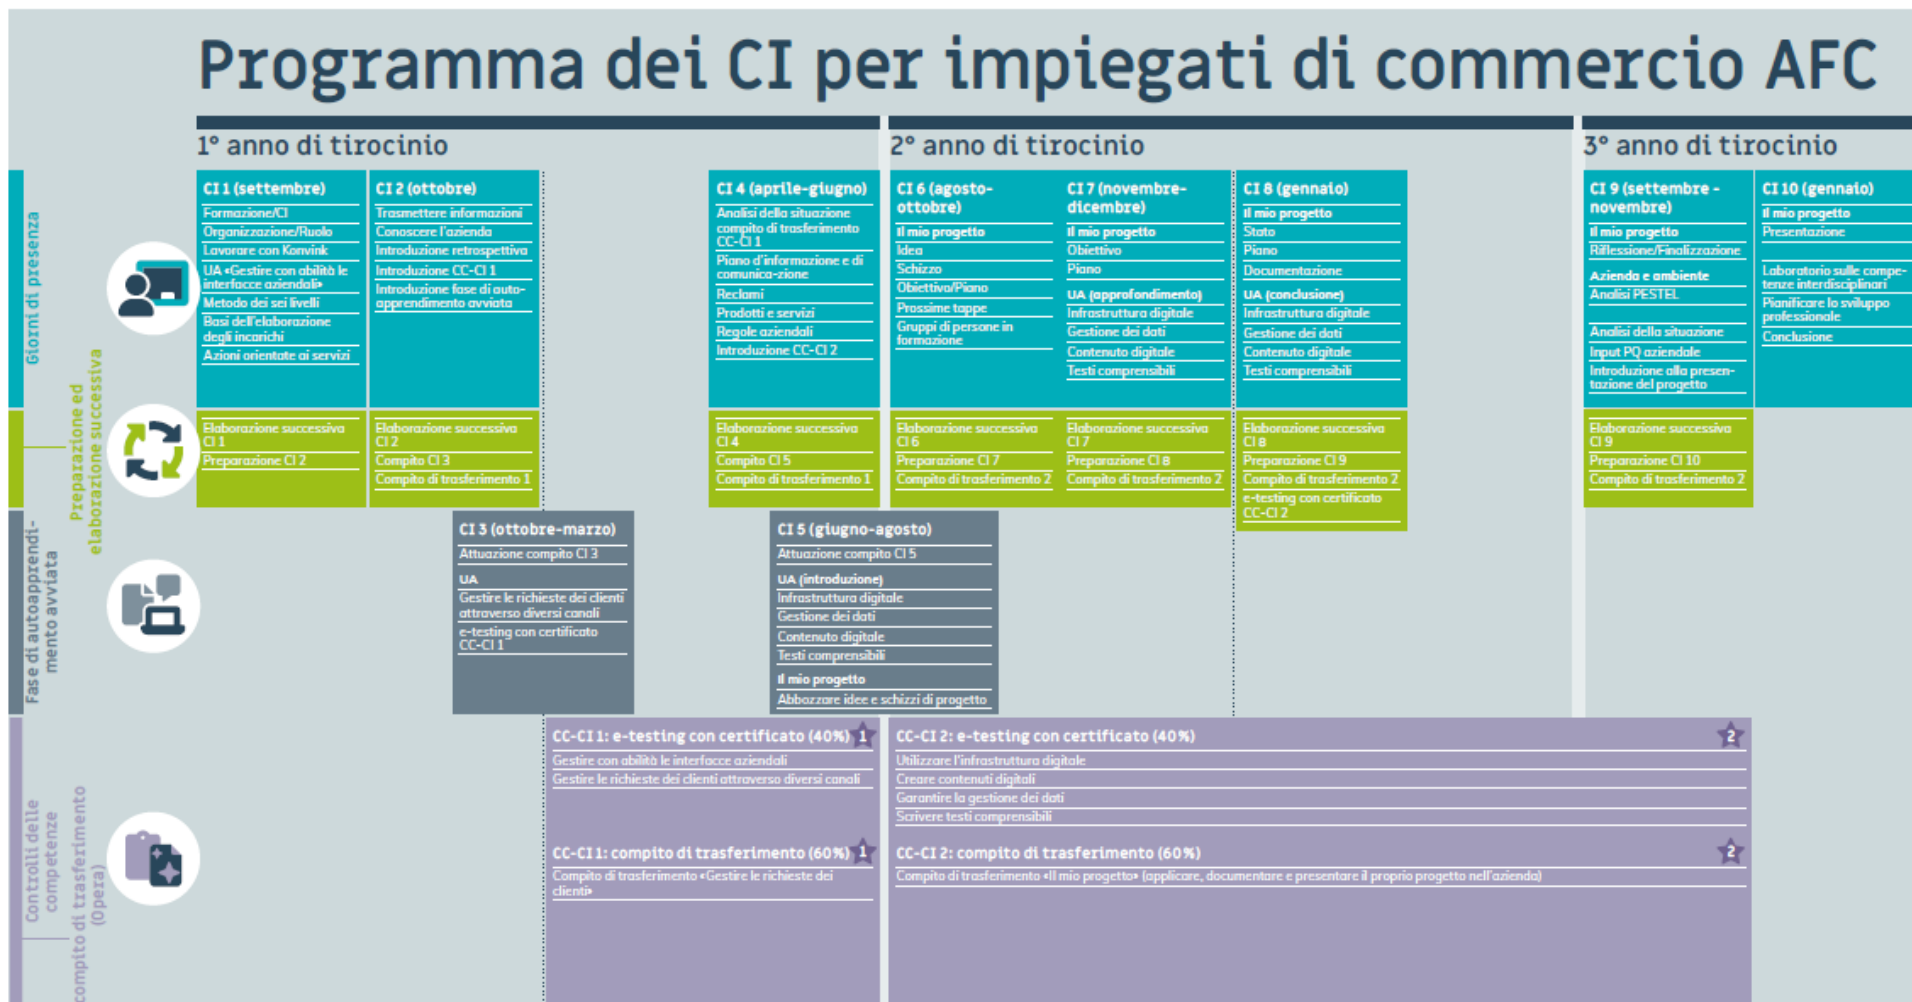 Programma dei CI per impiegati di commercio AFC
1° anno di tirocinio
2° anno di tirocinio
3° anno di tirocinio
Giorni di presenza
CI 1 (settembre)
Formazione/CI
Organizzazione/Ruolo
Lavorare con Konvink
UA «Gestire con abilità le
interfacce aziendali»
Metodo dei sei livelli
Basi dell'elaborazione
degli incarichi
Azioni orientate ai servizi
CI 2 (ottobre)
Trasmettere informazioni
Conoscere l'azienda
Introduzione retrospettiva
Introduzione CC-CI 1
Introduzione fase di auto-
apprendimento avviata
CI 4 (aprile-giugno)
Analisi della situazione
compito di trasferimento
CC-CI 1
Piano d'informazione e di
comunica-zione
Reclami
Prodotti e servizi
Regole aziendali
Introduzione CC-CI 2
CI 6 (agosto-
ottobre)
Il mio progetto
Idea
Schizzo
Obiettivo/Piano
Prossime tappe
Gruppi di persone in
formazione
CI 7 (novembre-
dicembre)
Il mio progetto
Obiettivo
Piano
UA (approfondimento)
Infrastruttura digitale
Gestione dei dati
Contenuto digitale
Testi comprensibili
CI 8 (gennaio)
Il mio progetto
Stato
Piano
Documentazione
UA (conclusione)
Infrastruttura digitale
Gestione dei dati
Contenuto digitale
Testi comprensibili
CI 9 (settembre -
novembre)
Il mio progetto
Riflessione/Finalizzazione
Azienda e ambiente
Analisi PESTEL
Analisi della situazione
Input PQ aziendale
Introduzione alla presen-
tazione del progetto
CI 10 (gennaio)
Il mio progetto
Presentazione
Laboratorio sulle compe-
tenze interdisciplinari
Pianificare lo sviluppo
professionale
Conclusione
Preparazione ed
elaborazione successiva
Elaborazione successiva
CI 1
Preparazione CI 2
Elaborazione successiva
CI 2
Compito CI 3
Compito di trasferimento 1
Elaborazione successiva
CI 4
Compito CI 5
Compito di trasferimento 1
Elaborazione successiva
CI 6
Preparazione CI 7
Compito di trasferimento 2
Elaborazione successiva
CI 7
Preparazione CI 8
Compito di trasferimento 2
Elaborazione successiva
CI 8
Preparazione CI 9
Compito di trasferimento 2
e-testing con certificato
CC-CI 2
Elaborazione successiva
CI 9
Preparazione CI 10
Compito di trasferimento 2
Fase di autoapprendi-
mento avviata
CI 3 (ottobre-marzo)
Attuazione compito CI 3
UA
Gestire le richieste dei clienti
attraverso diversi canali
e-testing con certificato
CC-CI 1
CI 5 (giugno-agosto)
Attuazione compito CI 5
UA (introduzione)
Infrastruttura digitale
Gestione dei dati
Contenuto digitale
Testi comprensibili
Il mio progetto
Abbozzare idee e schizzi di progetto
Controlli delle
competenze
compito di trasferimento
(Opera)
CC-CI 1: e-testing con certificato (40%) 1
Gestire con abilità le interfacce aziendali
Gestire le richieste dei clienti attraverso diversi canali
CC-CI 1: compito di trasferimento (60%) 1
Compito di trasferimento «Gestire le richieste dei
clienti»
CC-CI 2: e-testing con certificato (40%) 2
Utilizzare l'infrastruttura digitale
Creare contenuti digitali
Garantire la gestione dei dati
Scrivere testi comprensibili
CC-CI 2: compito di trasferimento (60%) 2
Compito di trasferimento «Il mio progetto» (applicare, documentare e presentare il proprio progetto nell'azienda)